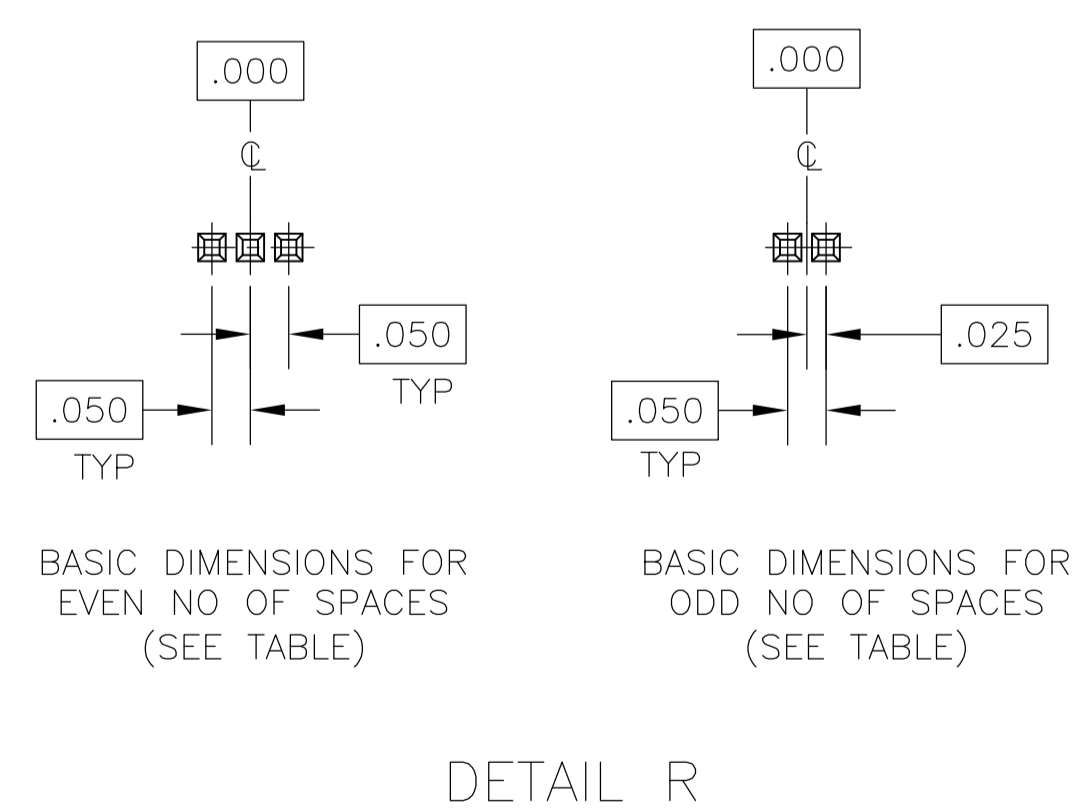 .000
℄
.050
TYP
.050
TYP
BASIC DIMENSIONS FOR
EVEN NO OF SPACES
(SEE TABLE)
.000
℄
.025
.050
TYP
BASIC DIMENSIONS FOR
ODD NO OF SPACES
(SEE TABLE)
DETAIL R